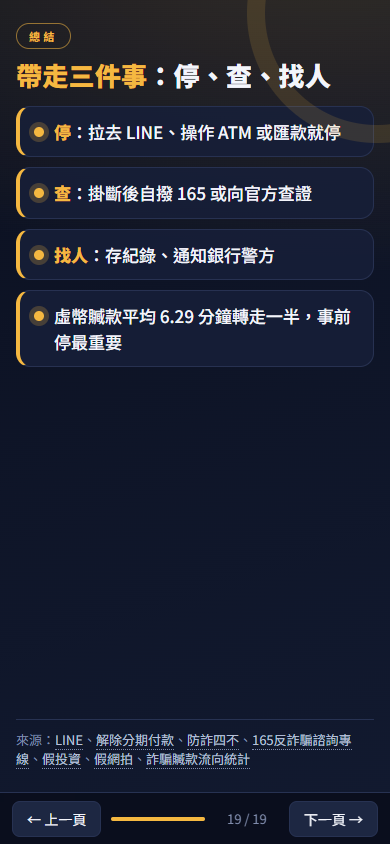 總結
帶走三件事：停、查、找人
停：拉去 LINE、操作 ATM 或匯款就停
查：掛斷後自撥 165 或向官方查證
找人：存紀錄、通知銀行警方
虛幣贓款平均 6.29 分鐘轉走一半，事前
停最重要
來源：LINE、解除分期付款、防詐四不、165反詐騙諮詢專
線、假投資、假網拍、詐騙贓款流向統計
← 上一頁
19 / 19
下一頁 →